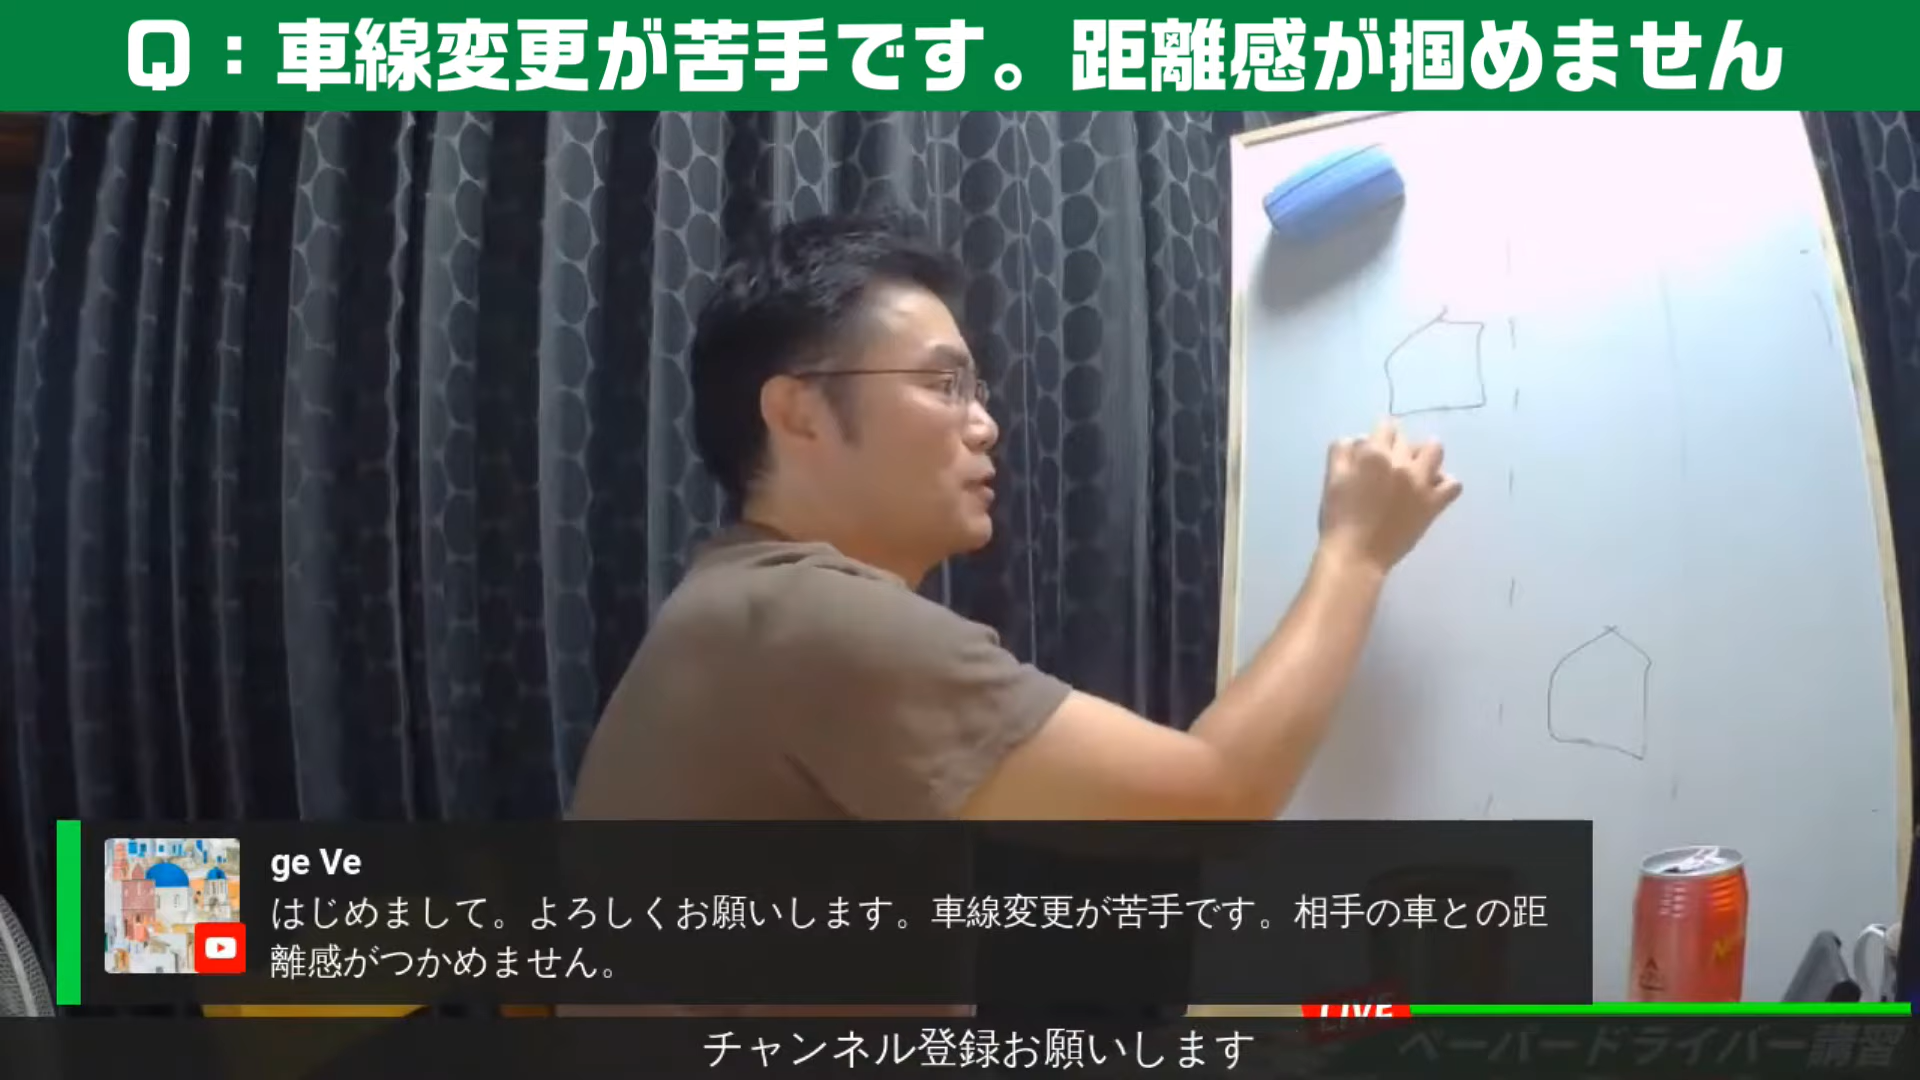 Q：車線変更が苦手です。距離感が掴めません
ge Ve
はじめまして。よろしくお願いします。車線変更が苦手です。相手の車との距
離感がつかめません。
LIVE
チャンネル登録お願いします
ペーパードライバー講習